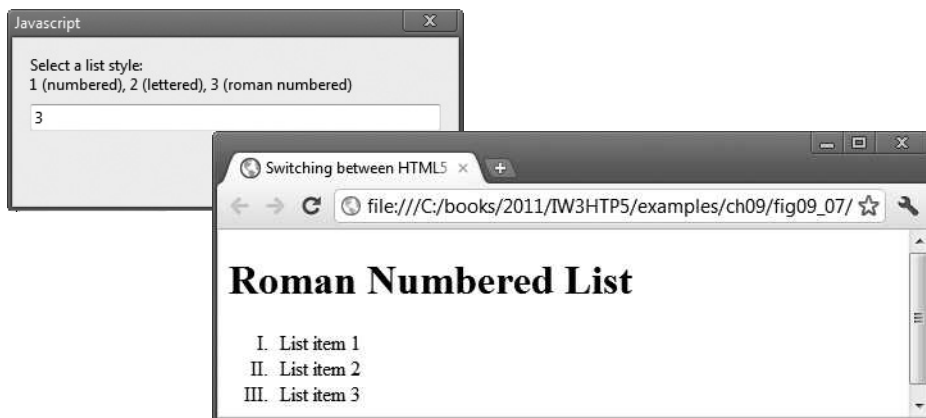 Javascript
Select a list style:
1 (numbered), 2 (lettered), 3 (roman numbered)
3
Switching between HTML5
file:///C:/books/2011/IW3HTP5/examples/ch09/fig09_07/
Roman Numbered List
I. List item 1
II. List item 2
III. List item 3